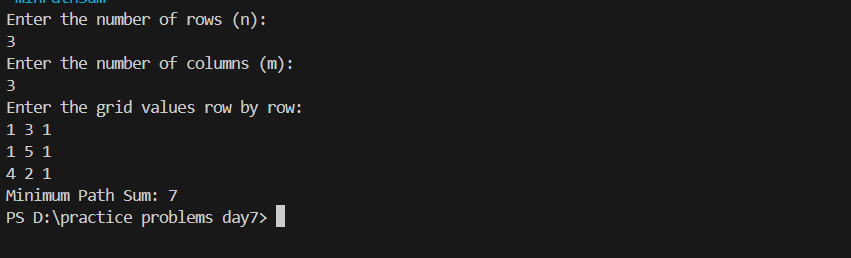 minPathSum'
Enter the number of rows (n):
3
Enter the number of columns (m):
3
Enter the grid values row by row:
1 3 1
1 5 1
4 2 1
Minimum Path Sum: 7
PS D:\practice problems day7>